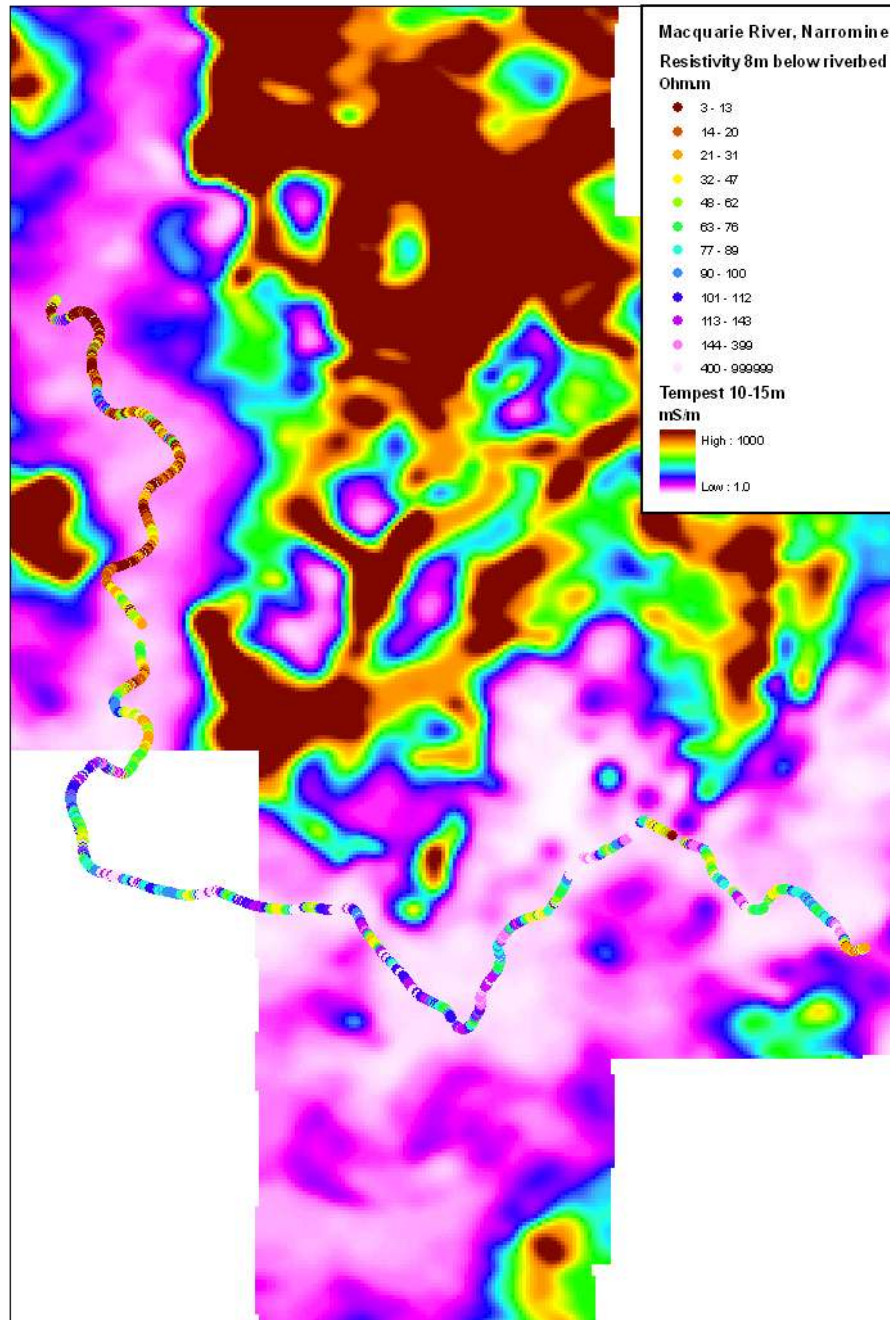 Macquarie River, Narromine
Resistivity 8m below riverbed
Ohm.m
3 - 13
14 - 20
21 - 31
32 - 47
48 - 62
63 - 76
77 - 89
90 - 100
101 - 112
113 - 143
144 - 399
400 - 999999
Tempest 10-15m
mS/m
High : 1000
Low : 1.0